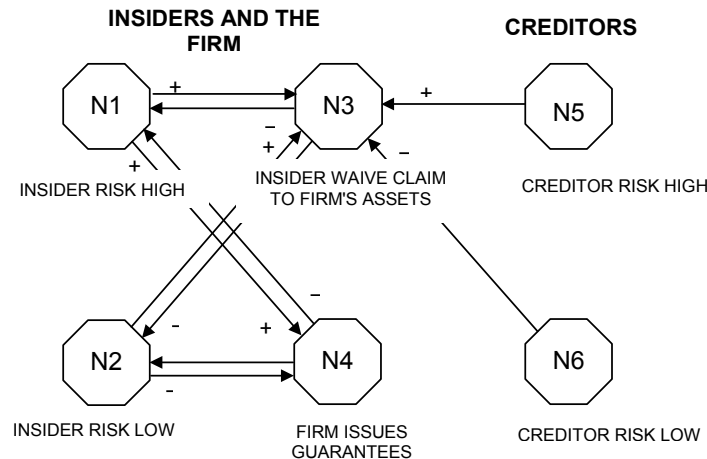 INSIDERS AND THE
FIRM
CREDITORS
N1
+
N3
+
N5
–
+
+
–
INSIDER RISK HIGH
INSIDER WAIVE CLAIM
TO FIRM'S ASSETS
CREDITOR RISK HIGH
–
-
+
N2
N4
N6
-
INSIDER RISK LOW
FIRM ISSUES
GUARANTEES
CREDITOR RISK LOW